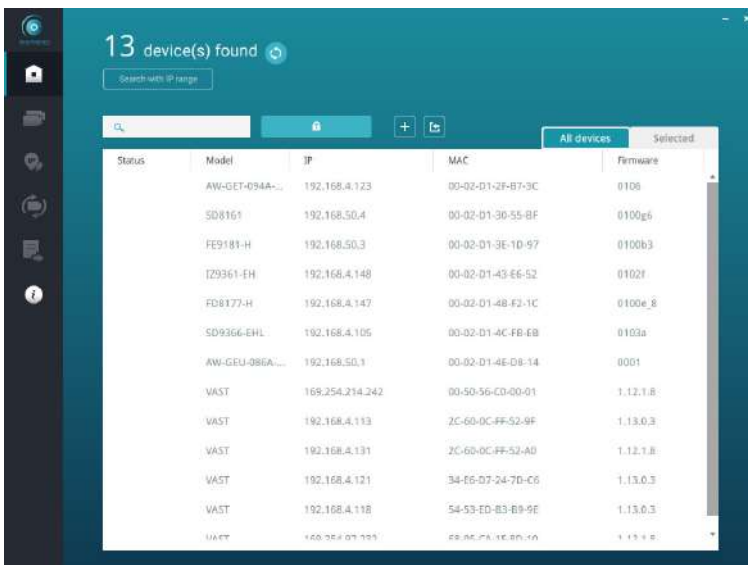 13 device(s) found
Search with IP range
All devices Selected
Status Model IP MAC Firmware
AW-GET-094A-... 192.168.4.123 00-02-D1-2F-B7-3C 0106
SD8161 192.168.50.4 00-02-D1-30-55-BF 0100g6
FE9181-H 192.168.50.3 00-02-D1-3E-1D-97 0100b3
IZ9361-EH 192.168.4.148 00-02-D1-43-E6-52 0102f
FD8177-H 192.168.4.147 00-02-D1-48-F2-1C 0100e_8
SD9366-EHL 192.168.4.105 00-02-D1-4C-FB-EB 0103a
AW-GEU-086A-... 192.168.50.1 00-02-D1-4E-D8-14 0001
VAST 169.254.214.242 00-50-56-C0-00-01 1.12.1.8
VAST 192.168.4.113 2C-60-0C-FF-52-9F 1.13.0.3
VAST 192.168.4.131 2C-60-0C-FF-52-A0 1.12.1.8
VAST 192.168.4.121 34-E6-D7-24-7D-C6 1.13.0.3
VAST 192.168.4.118 54-53-ED-B3-B9-9E 1.13.0.3
VAST